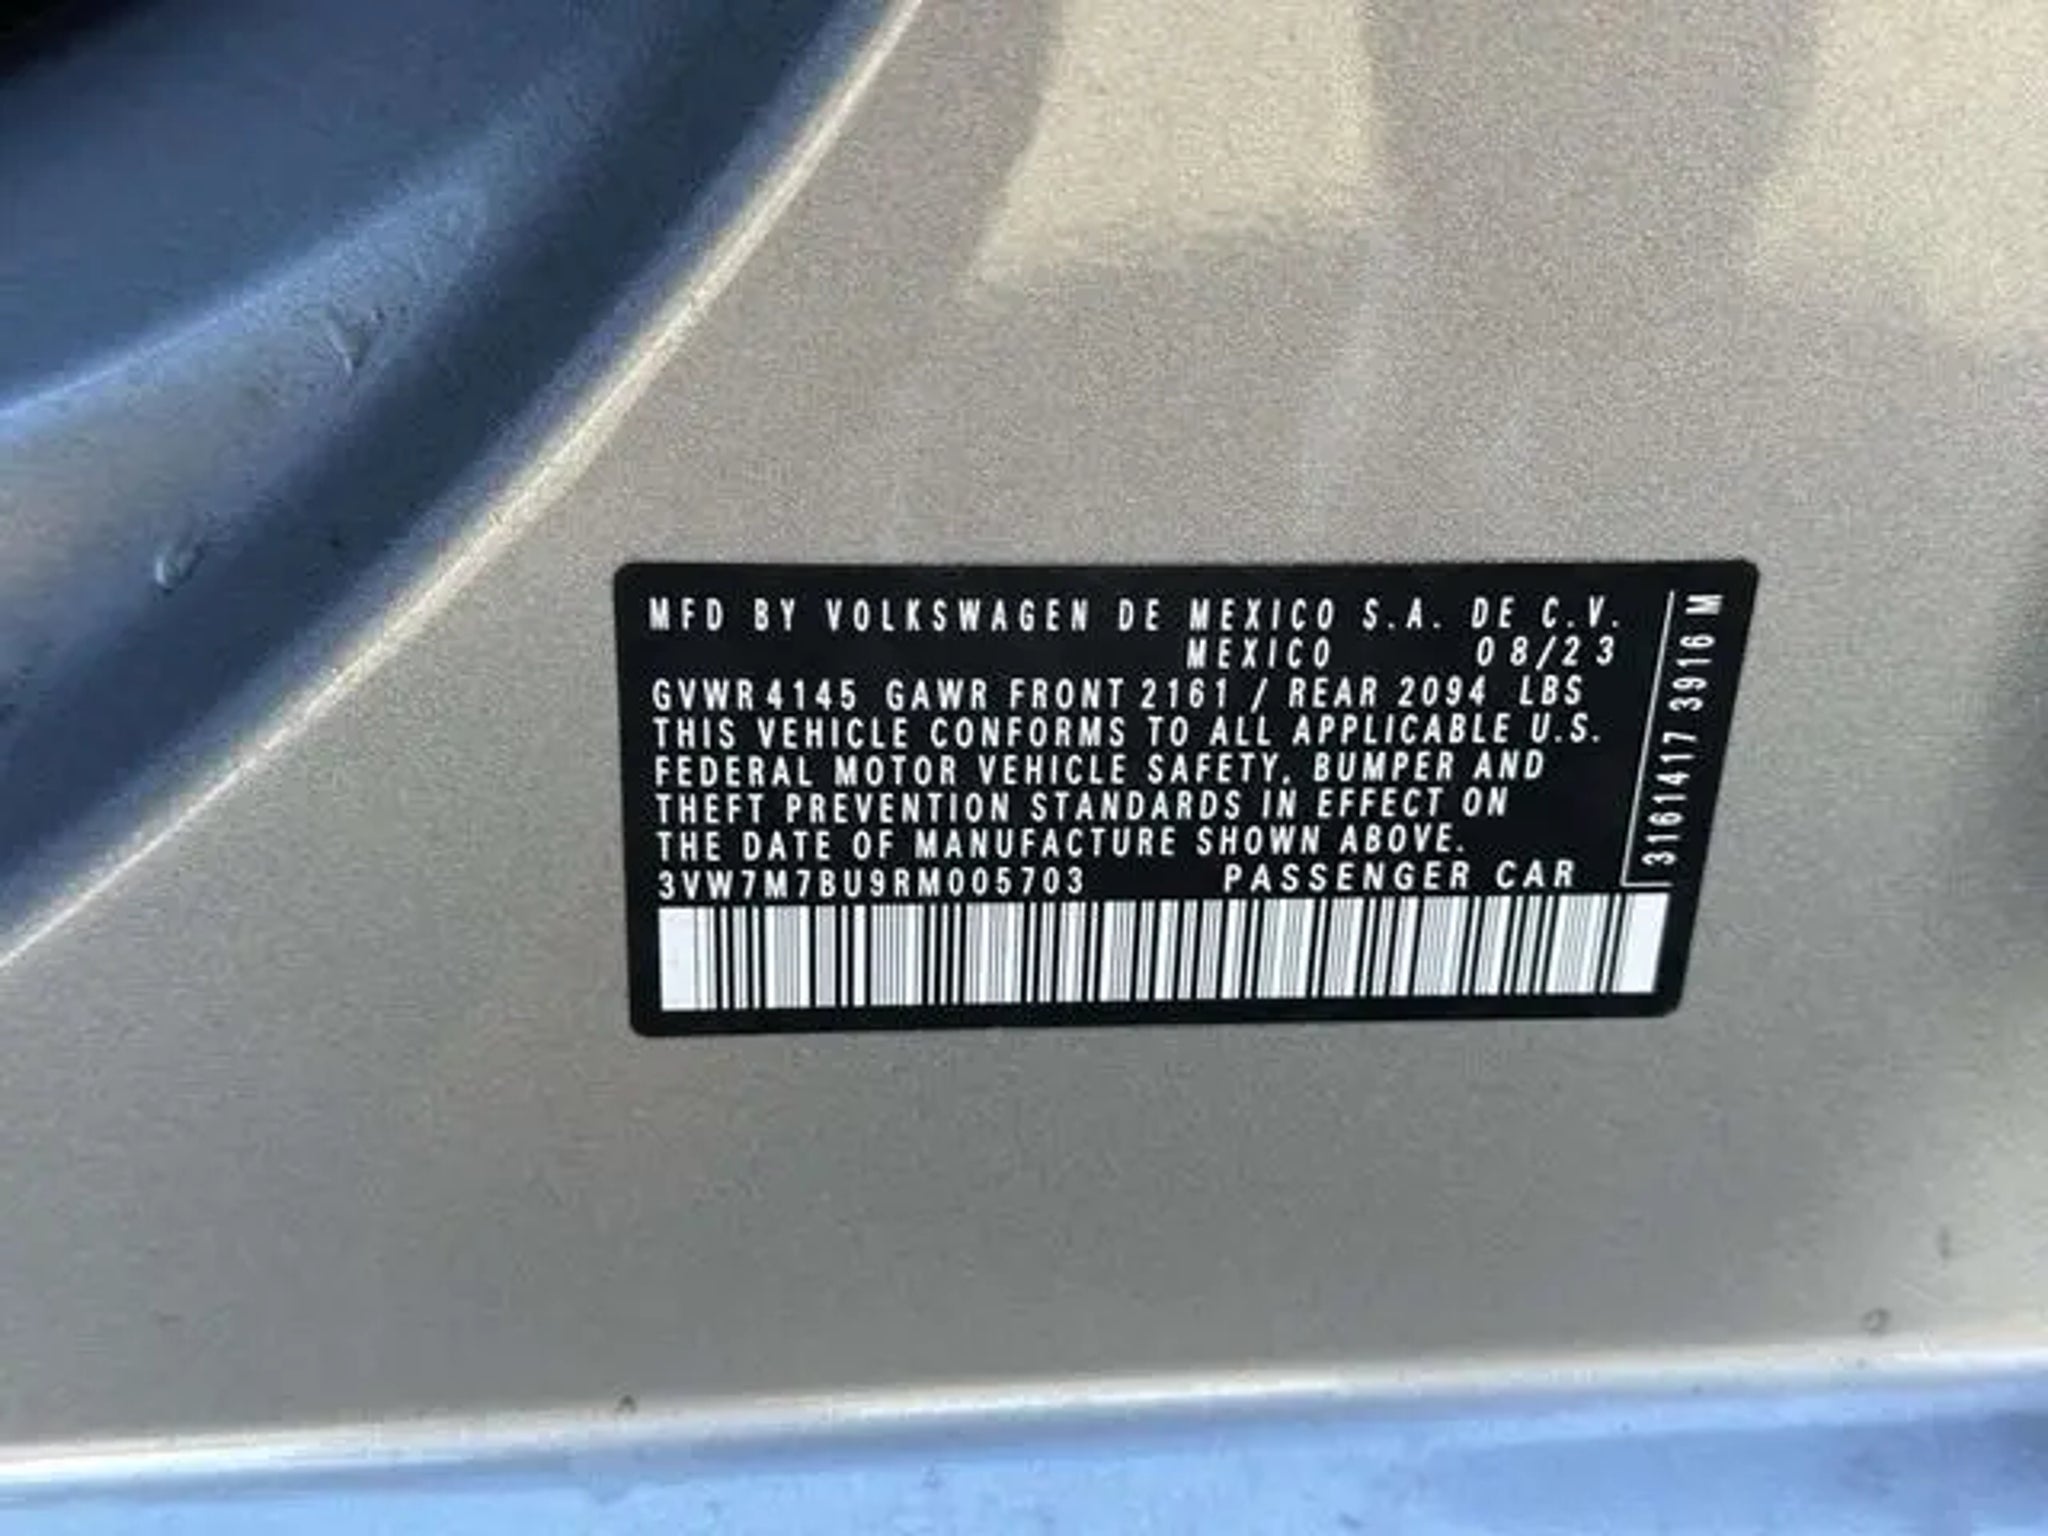 MFD BY VOLKSWAGEN DE MEXICO S.A. DE C.V.
MEXICO 08/23
GVWR 4145 GAWR FRONT 2161 / REAR 2094 LBS
THIS VEHICLE CONFORMS TO ALL APPLICABLE U.S.
FEDERAL MOTOR VEHICLE SAFETY, BUMPER AND
THEFT PREVENTION STANDARDS IN EFFECT ON
THE DATE OF MANUFACTURE SHOWN ABOVE.
3VW7M7BU9RM005703 PASSENGER CAR
3161417 3916 M